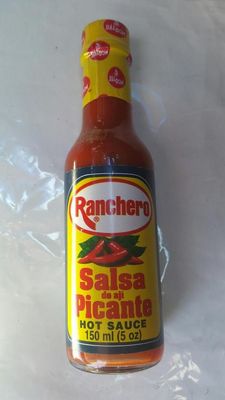 Ranchero
®
Salsa
de ají
Picante
HOT SAUCE
150 ml (5 oz)